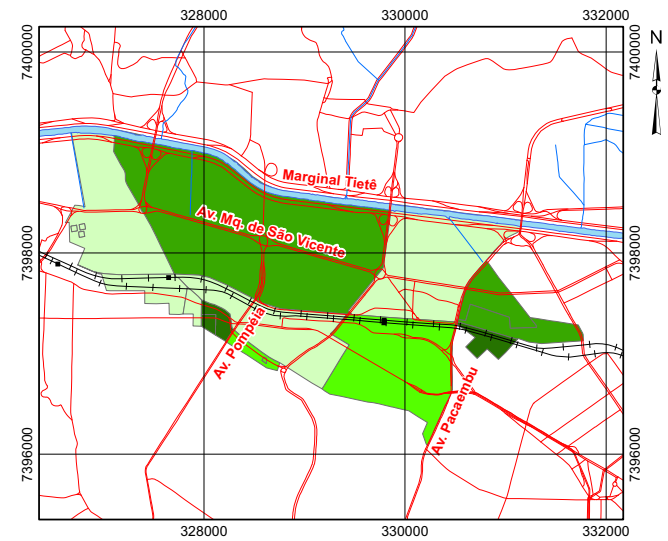 328000 330000 332000
N
7400000 7400000
Marginal Tietê
Av. Mq. de São Vicente
7398000 7398000
Av. Pompéia
Av. Pacaembu
7396000 7396000
328000 330000 332000